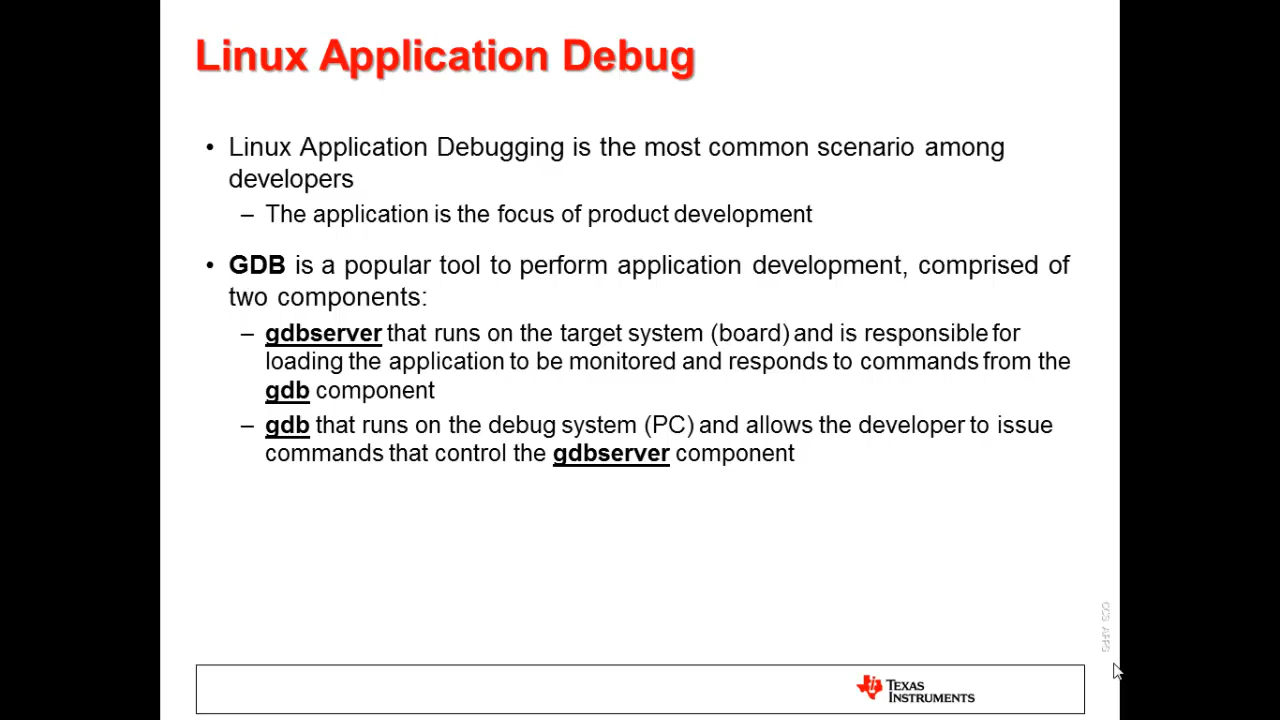 Linux Application Debug
• Linux Application Debugging is the most common scenario among
developers
– The application is the focus of product development
• GDB is a popular tool to perform application development, comprised of
two components:
– gdbserver that runs on the target system (board) and is responsible for
loading the application to be monitored and responds to commands from the
gdb component
– gdb that runs on the debug system (PC) and allows the developer to issue
commands that control the gdbserver component
CCS APPS
TEXAS
INSTRUMENTS